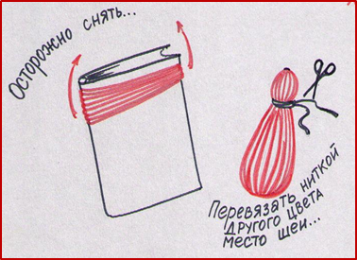 Осторожно снять...
Перевязать ниткой
другого цвета
место шеи...